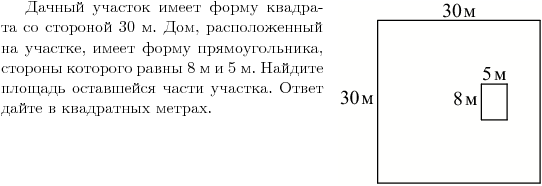 Дачный участок имеет форму квадра-
та со стороной 30 м. Дом, расположенный
на участке, имеет форму прямоугольника,
стороны которого равны 8 м и 5 м. Найдите
площадь оставшейся части участка. Ответ
дайте в квадратных метрах.
30 м
30 м
5 м
8 м